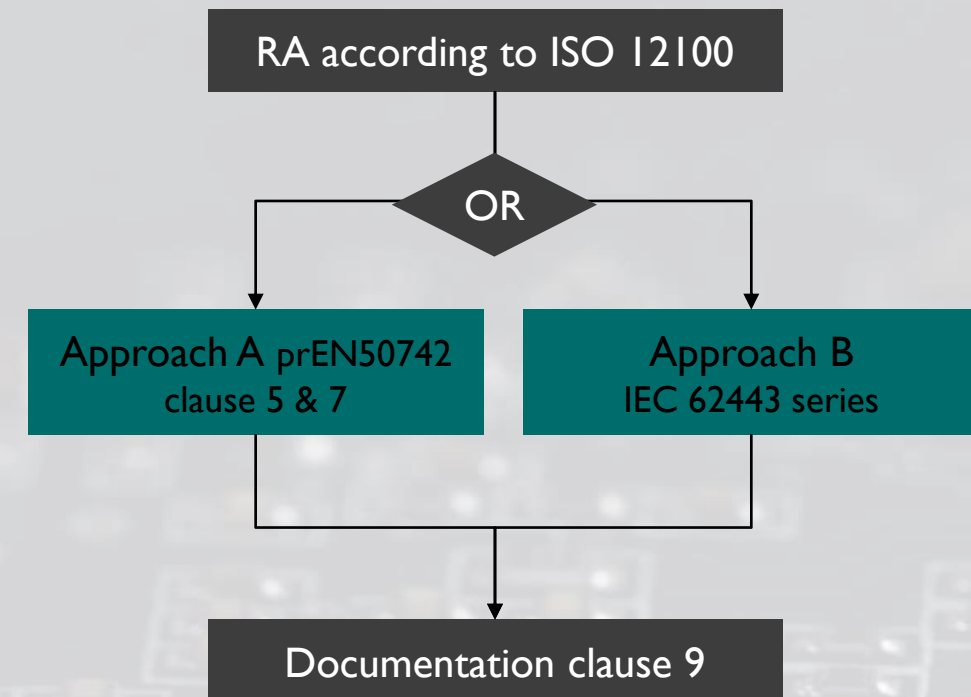 RA according to ISO 12100
OR
Approach A prEN50742
clause 5 & 7
Approach B
IEC 62443 series
Documentation clause 9